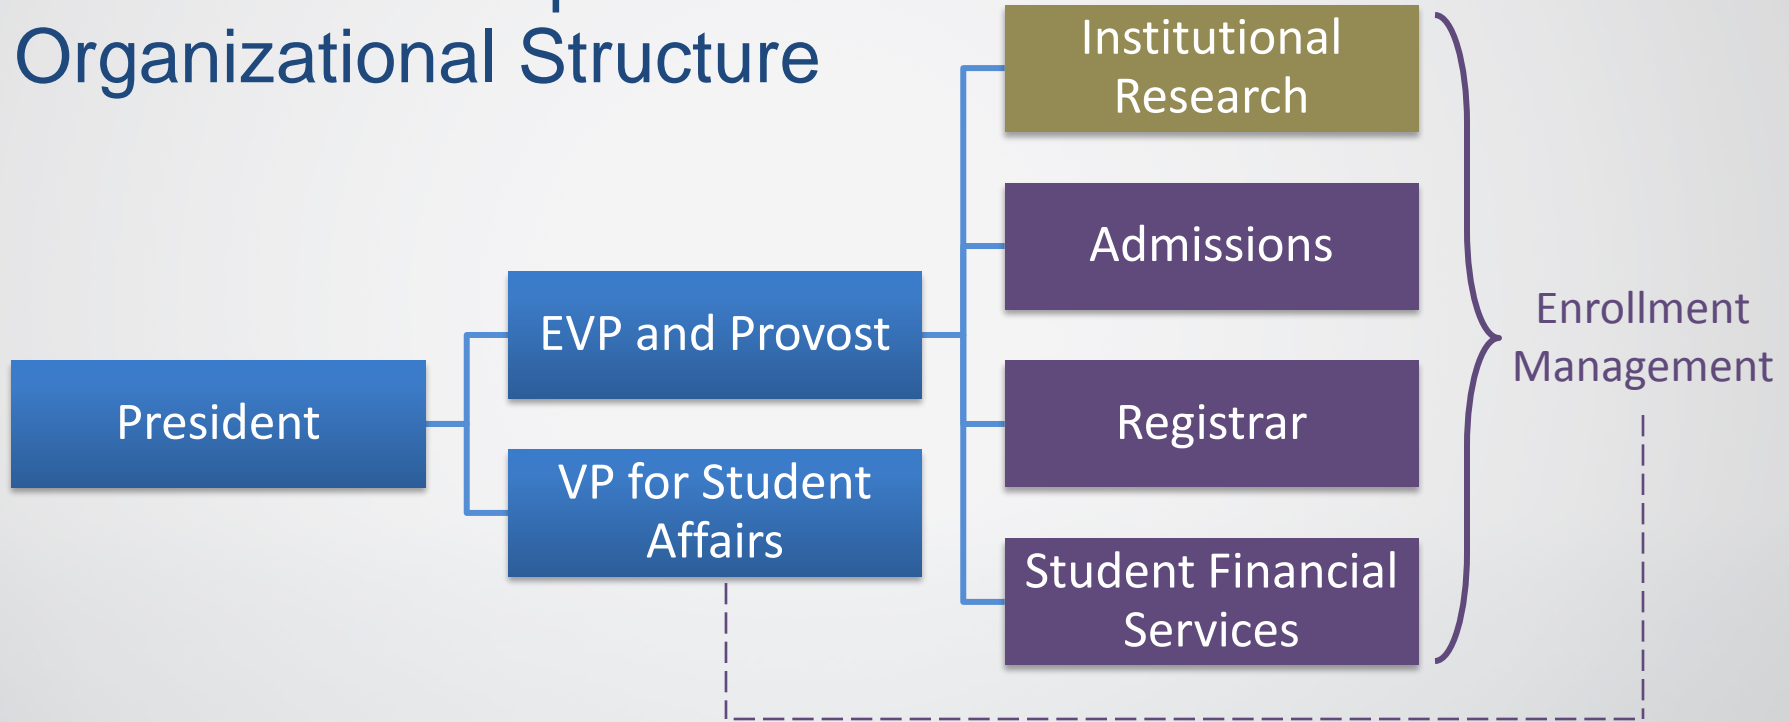 Organizational Structure
Institutional
Research
Admissions
EVP and Provost
Enrollment
Management
President
Registrar
VP for Student
Affairs
Student Financial
Services